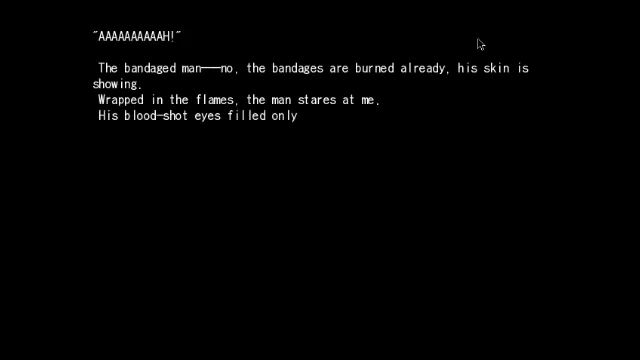 "AAAAAAAAAAH!"
The bandaged man――no, the bandages are burned already, his skin is
showing.
Wrapped in the flames, the man stares at me,
His blood-shot eyes filled only